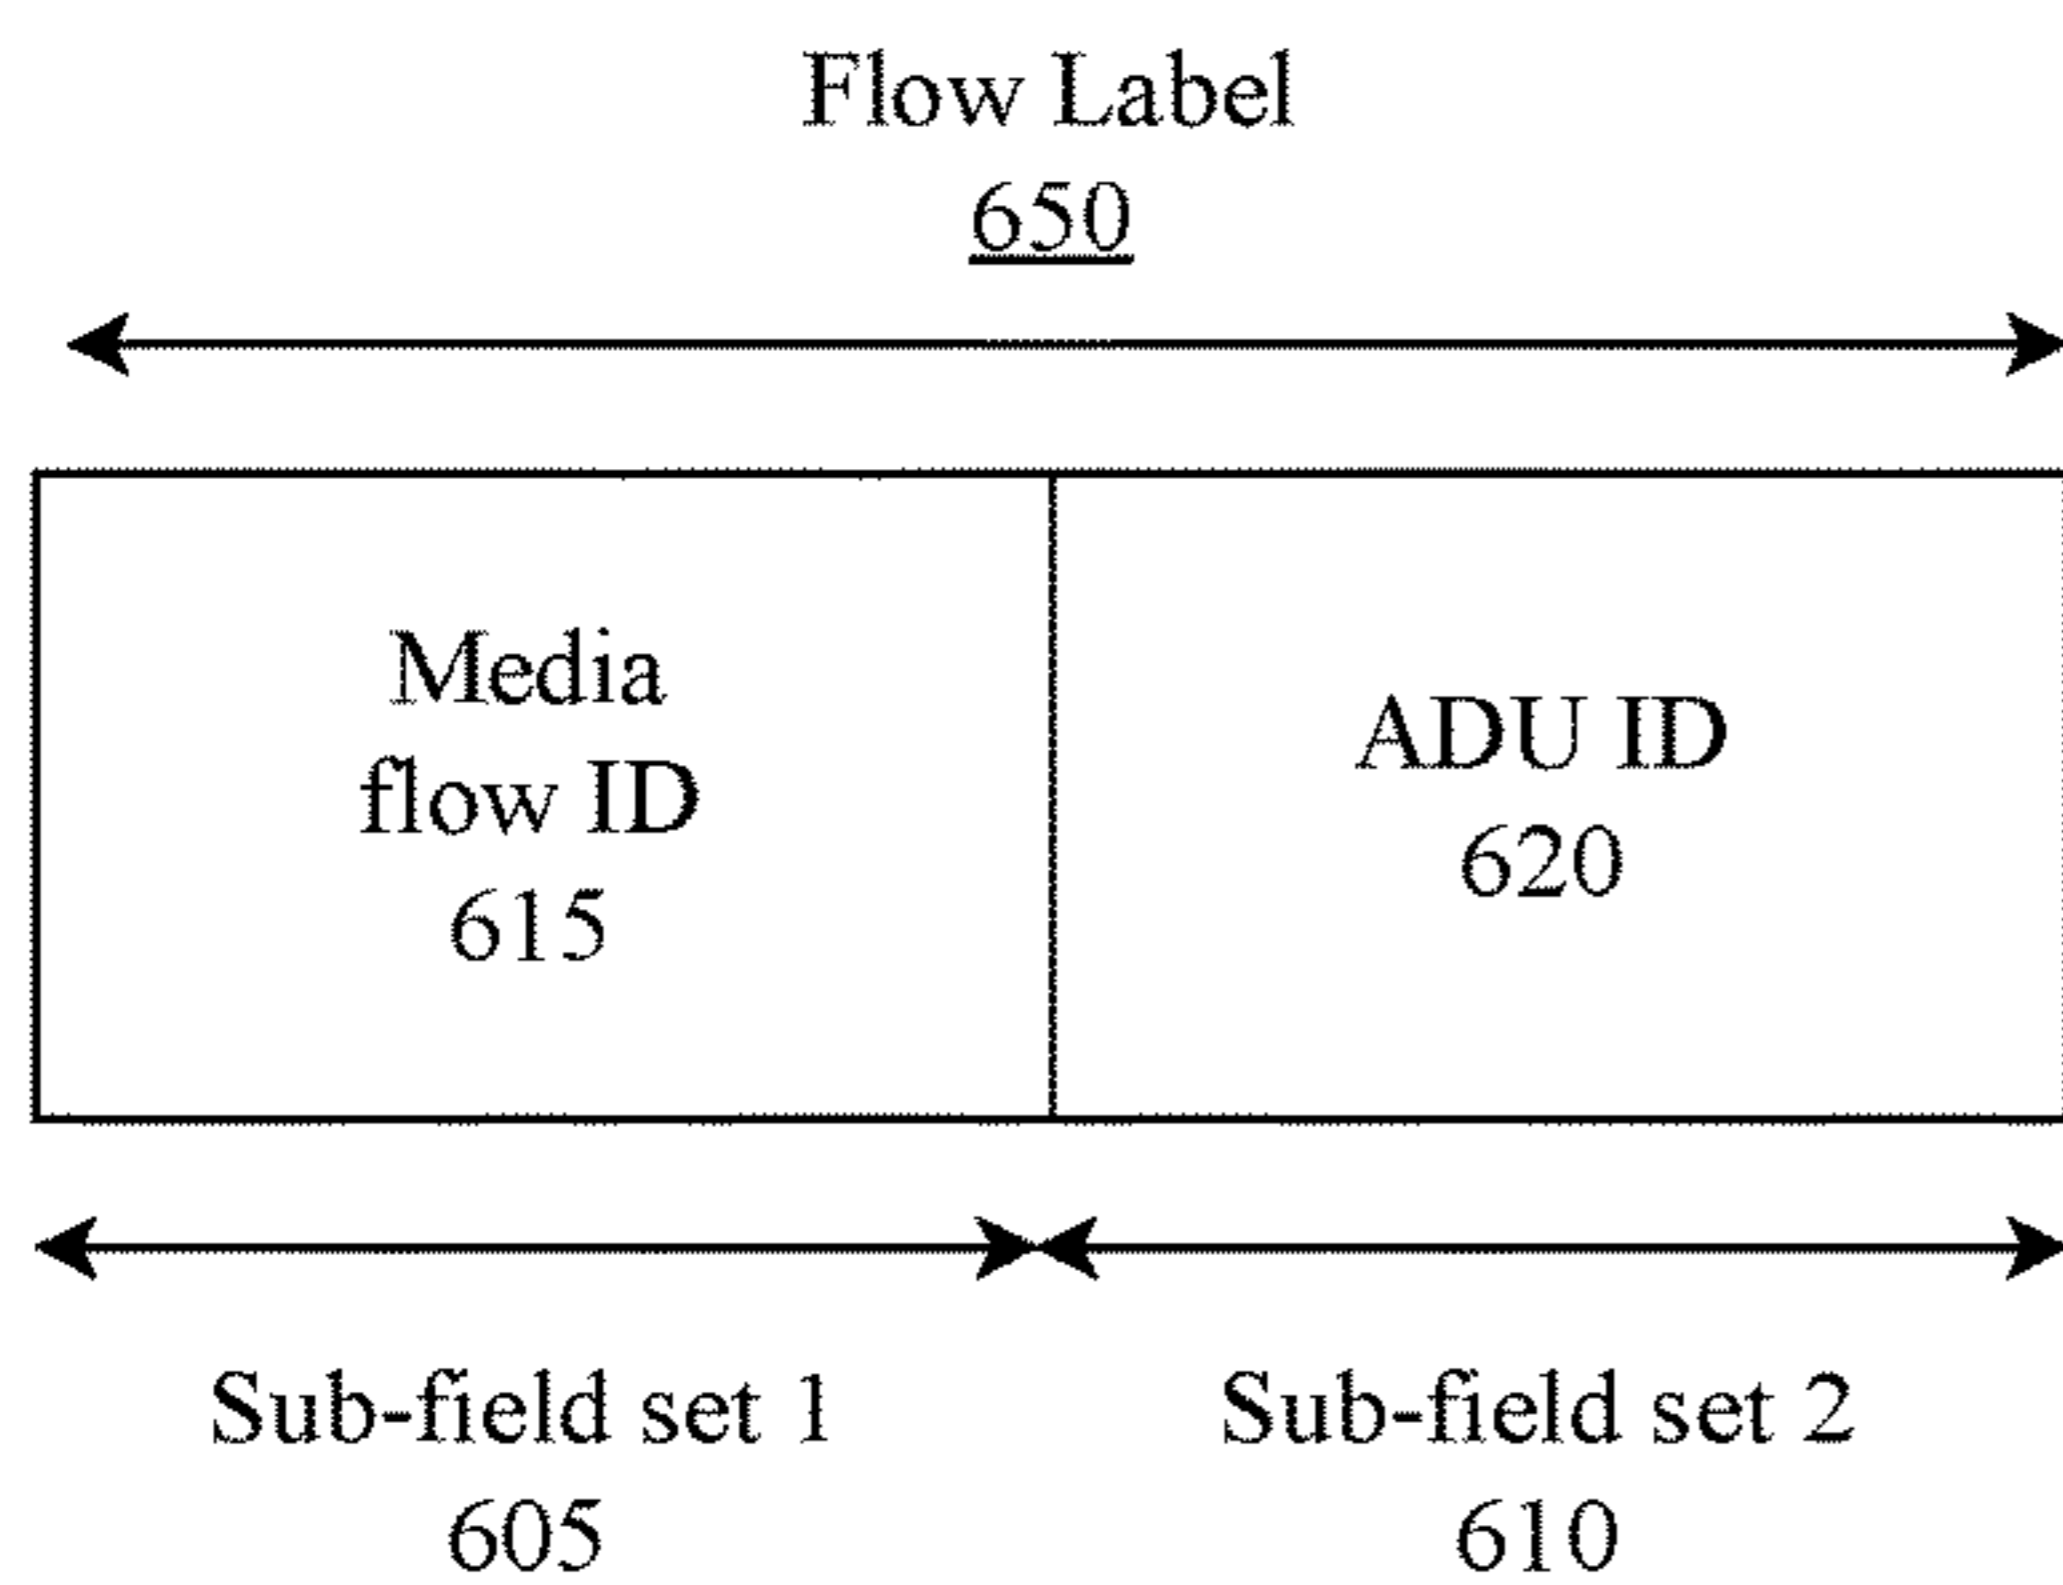 Flow Label
650
Media
flow ID
615
ADU ID
620
Sub-field set 1
605
Sub-field set 2
610